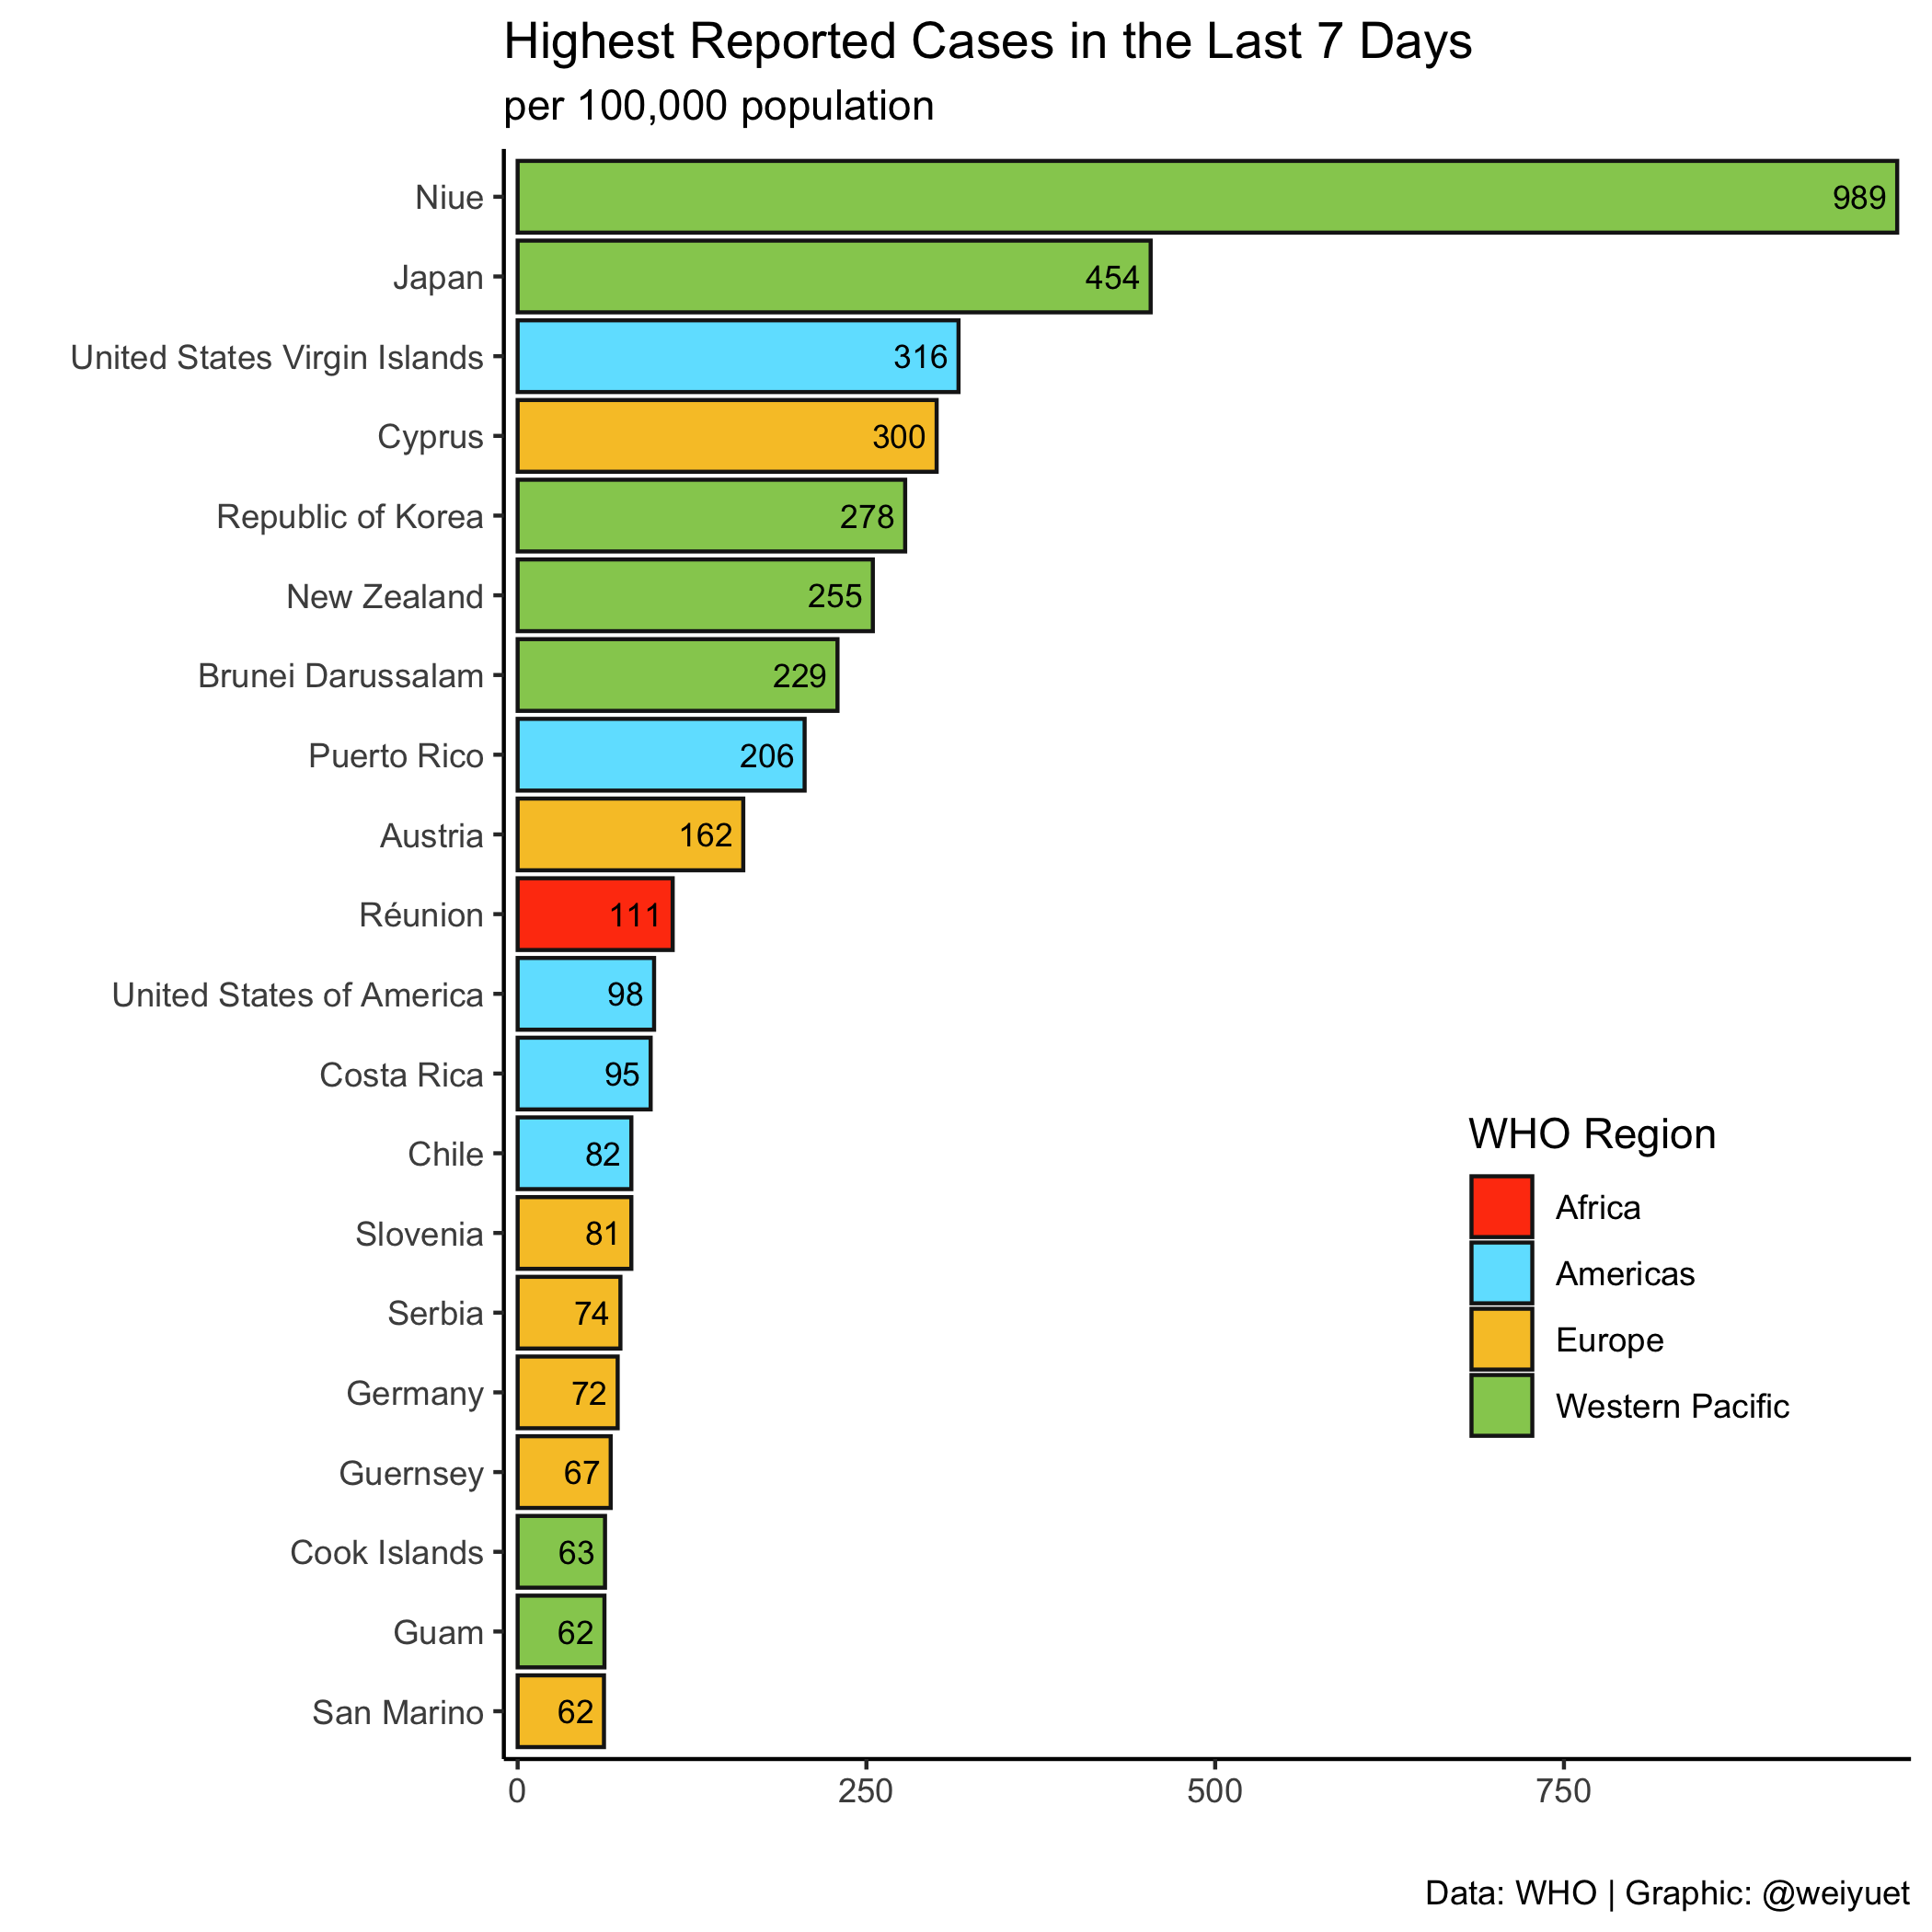 Highest Reported Cases in the Last 7 Days
per 100,000 population
Niue 989
Japan 454
United States Virgin Islands 316
Cyprus 300
Republic of Korea 278
New Zealand 255
Brunei Darussalam 229
Puerto Rico 206
Austria 162
Réunion 111
United States of America 98
Costa Rica 95
Chile 82
Slovenia 81
Serbia 74
Germany 72
Guernsey 67
Cook Islands 63
Guam 62
San Marino 62
0 250 500 750
WHO Region
Africa
Americas
Europe
Western Pacific
Data: WHO | Graphic: @weiyuet